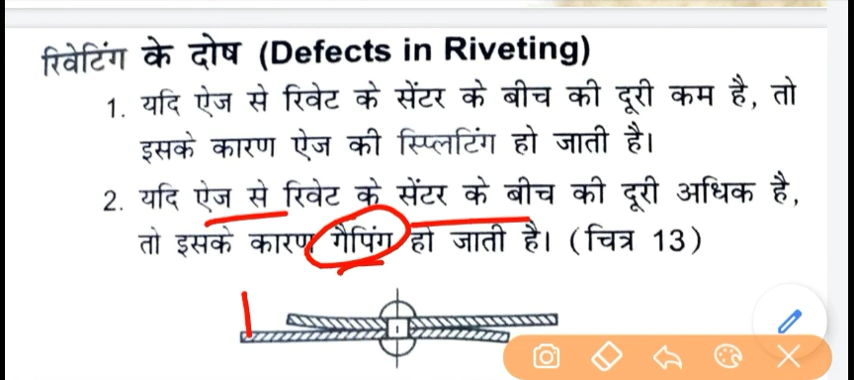 रिवेटिंग के दोष (Defects in Riveting)
1. यदि ऐज से रिवेट के सेंटर के बीच की दूरी कम है, तो
इसके कारण ऐज की स्प्लिटिंग हो जाती है।
2. यदि ऐज से रिवेट के सेंटर के बीच की दूरी अधिक है,
तो इसके कारण गैपिंग हो जाती है। (चित्र 13)